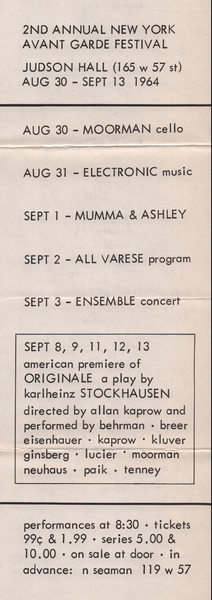 2ND ANNUAL NEW YORK
AVANT GARDE FESTIVAL
JUDSON HALL (165 w 57 st)
AUG 30 - SEPT 13 1964
AUG 30 - MOORMAN cello
AUG 31 - ELECTRONIC music
SEPT 1 - MUMMA & ASHLEY
SEPT 2 - ALL VARESE program
SEPT 3 - ENSEMBLE concert
SEPT 8, 9, 11, 12, 13
american premiere of
ORIGINALE a play by
karlheinz STOCKHAUSEN
directed by allan kaprow and
performed by behrman · breer
eisenhauer · kaprow · kluver
ginsberg · lucier · moorman
neuhaus · paik · tenney
performances at 8:30 · tickets
99¢ & 1.99 · series 5.00 &
10.00 · on sale at door · in
advance: n seaman 119 w 57